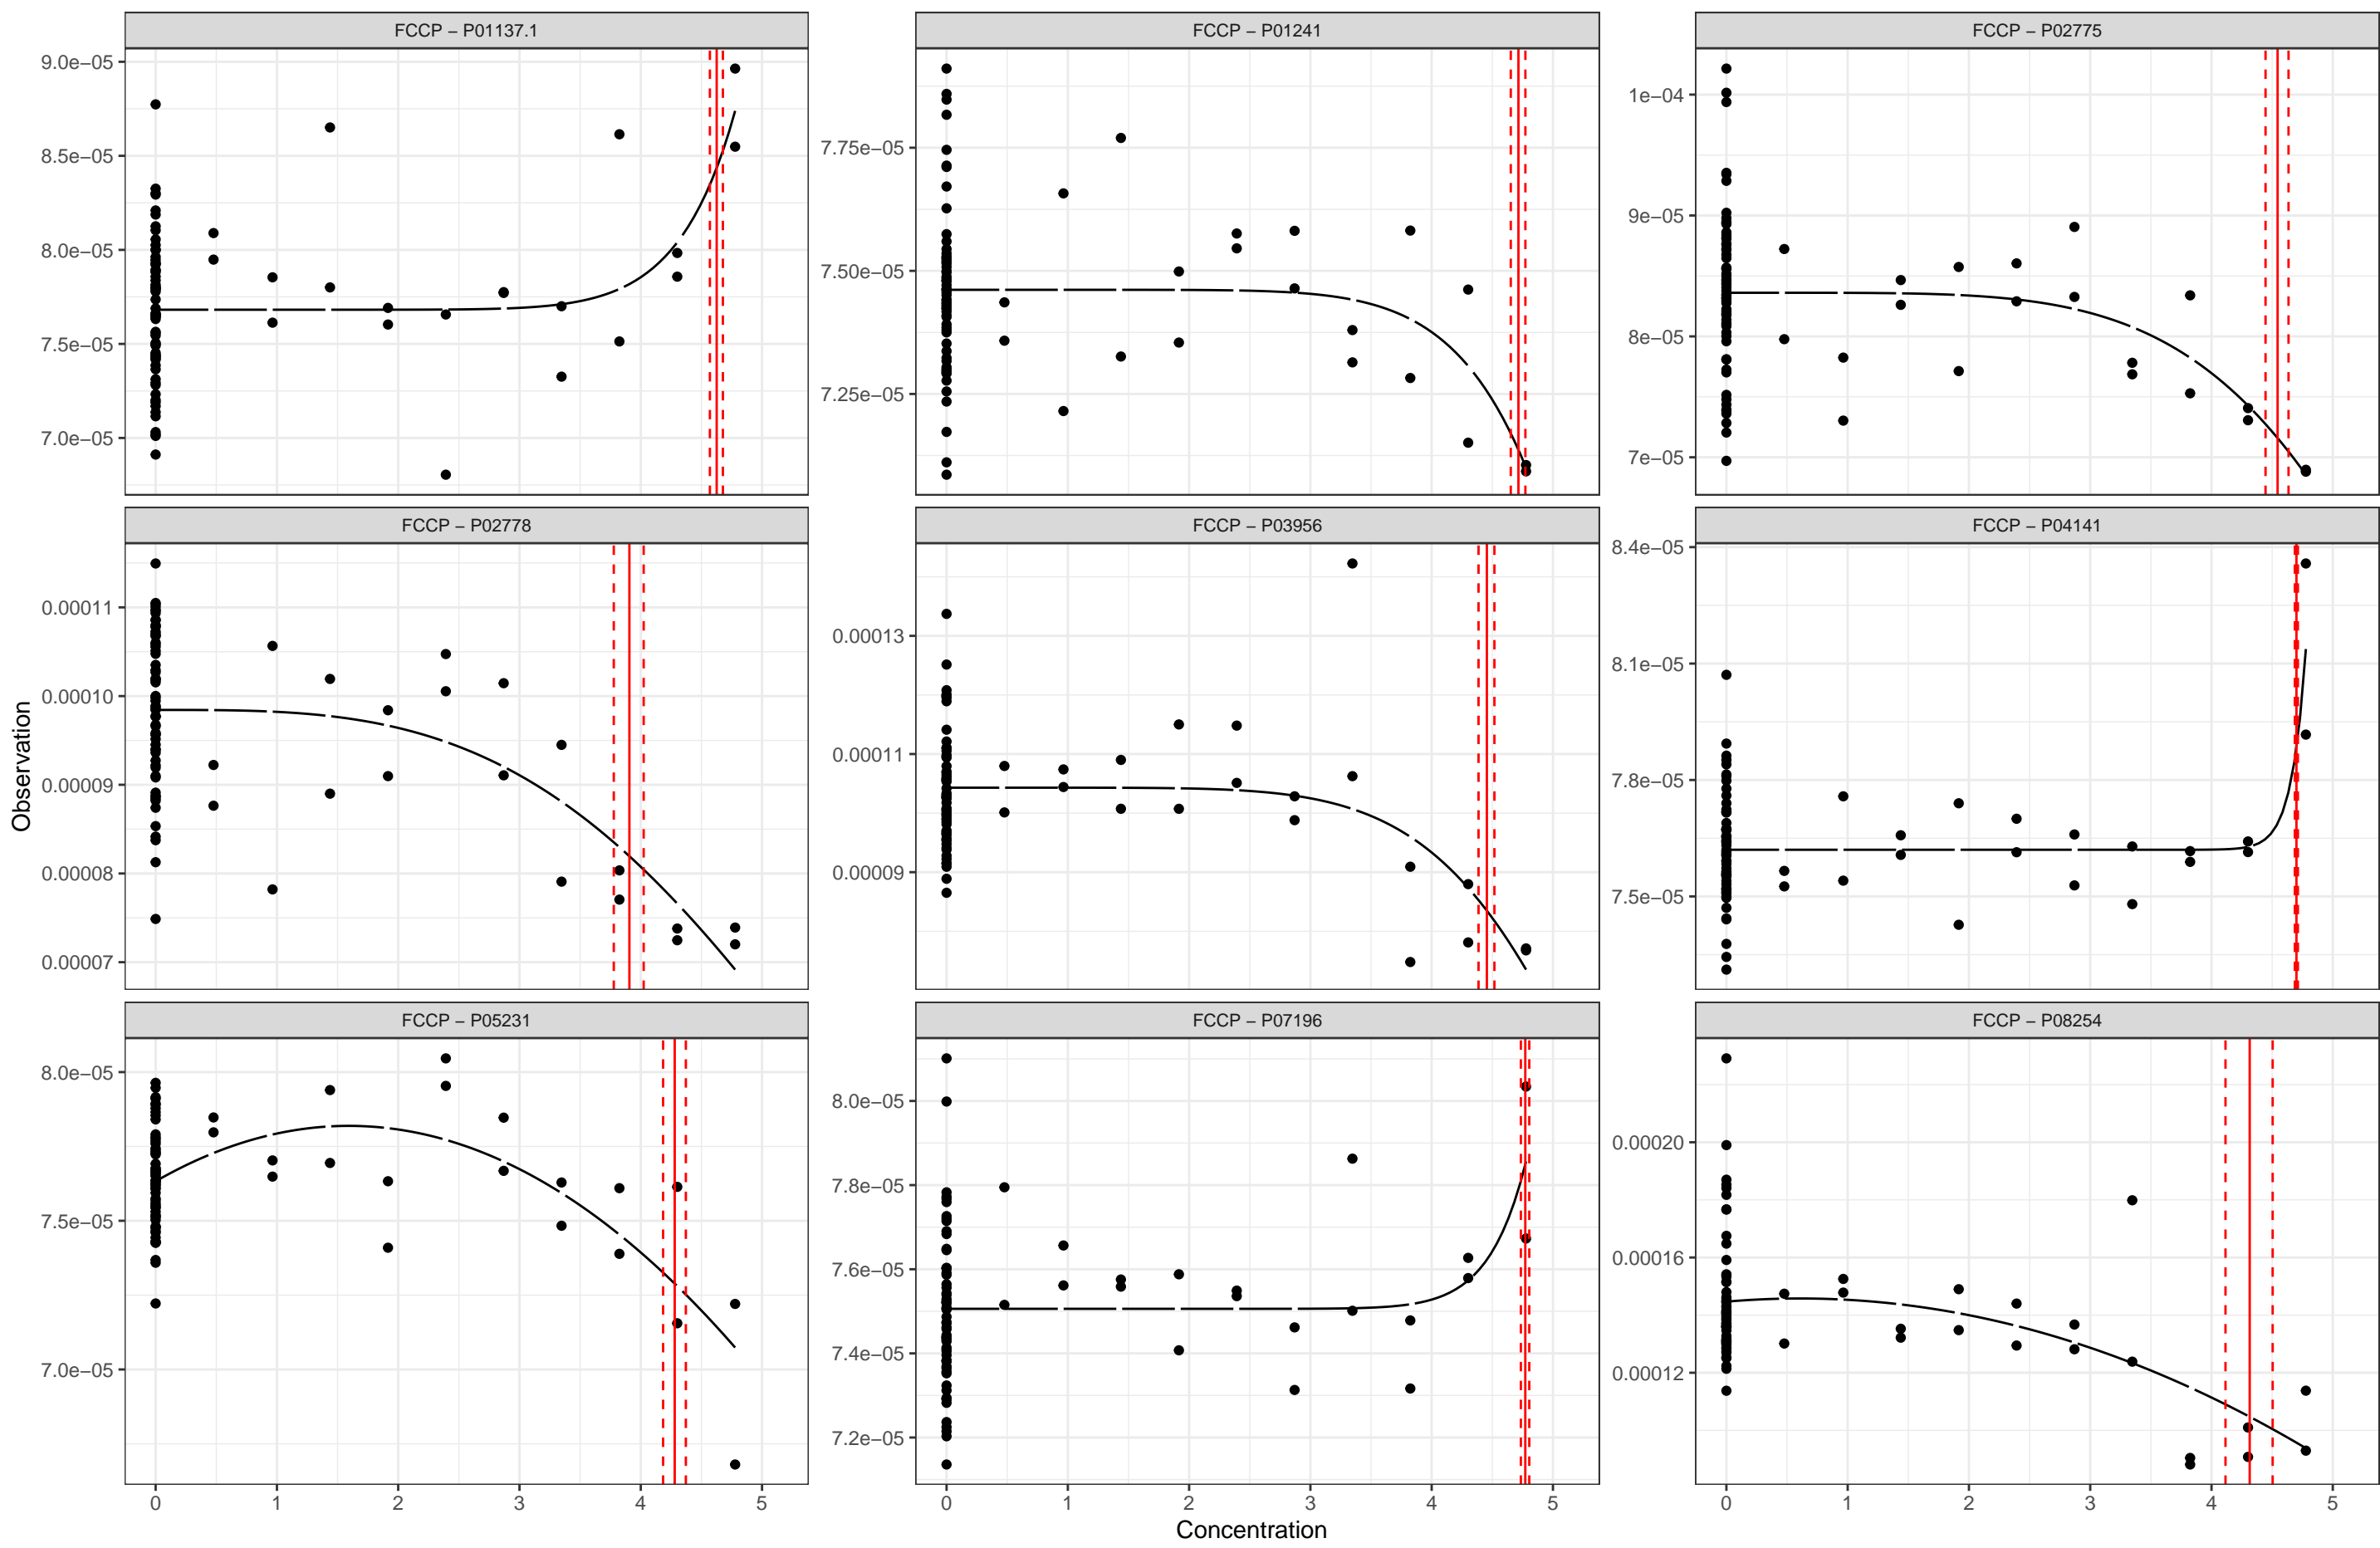 FCCP − P01137.1
FCCP − P01241
FCCP − P02775
9.0e−05
8.5e−05
8.0e−05
7.5e−05
7.0e−05
7.75e−05
7.50e−05
7.25e−05
1e−04
9e−05
8e−05
7e−05
FCCP − P02778
FCCP − P03956
FCCP − P04141
0.00011
0.00010
0.00009
0.00008
0.00007
0.00013
0.00011
0.00009
8.4e−05
8.1e−05
7.8e−05
7.5e−05
Observation
FCCP − P05231
FCCP − P07196
FCCP − P08254
8.0e−05
7.5e−05
7.0e−05
8.0e−05
7.8e−05
7.6e−05
7.4e−05
7.2e−05
0.00020
0.00016
0.00012
0 1 2 3 4 5
0 1 2 3 4 5
0 1 2 3 4 5
Concentration